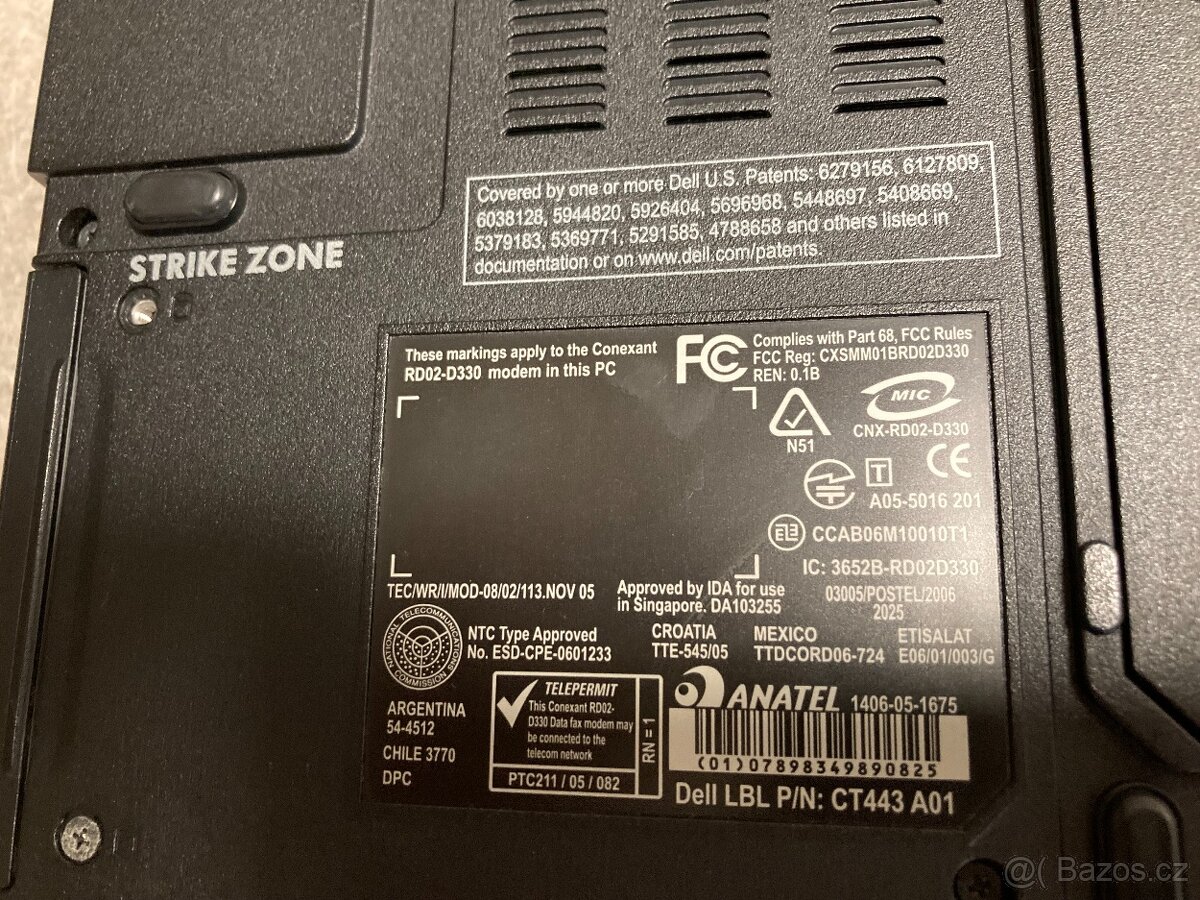 Covered by one or more Dell U.S. Patents: 6279156, 6127809,
6038128, 5944820, 5926404, 5696968, 5448697, 5408669,
5379183, 5369771, 5291585, 4788658 and others listed in
documentation or on www.dell.com/patents.
STRIKE ZONE
These markings apply to the Conexant
RD02-D330 modem in this PC
FC
Complies with Part 68, FCC Rules
FCC Reg: CXSMM01BRD02D330
REN: 0.1B
N51
MIC
CNX-RD02-D330
CE
T
A05-5016 201
CCAB06M10010T1
IC: 3652B-RD02D330
TEC/WR/I/MOD-08/02/113.NOV 05
Approved by IDA for use
in Singapore. DA103255
03005/POSTEL/2006
2025
NATIONAL TELECOMMUNICATIONS COMMISSION
NTC Type Approved
No. ESD-CPE-0601233
CROATIA
TTE-545/05
MEXICO
TTDCORD06-724
ETISALAT
E06/01/003/G
ARGENTINA
54-4512
CHILE 3770
DPC
TELEPERMIT
This Conexant RD02-
D330 Data fax modem may
be connected to the
telecom network
RN = 1
PTC211 / 05 / 082
ANATEL 1406-05-1675
(01)07898349890825
Dell LBL P/N: CT443 A01
@( Bazos.cz